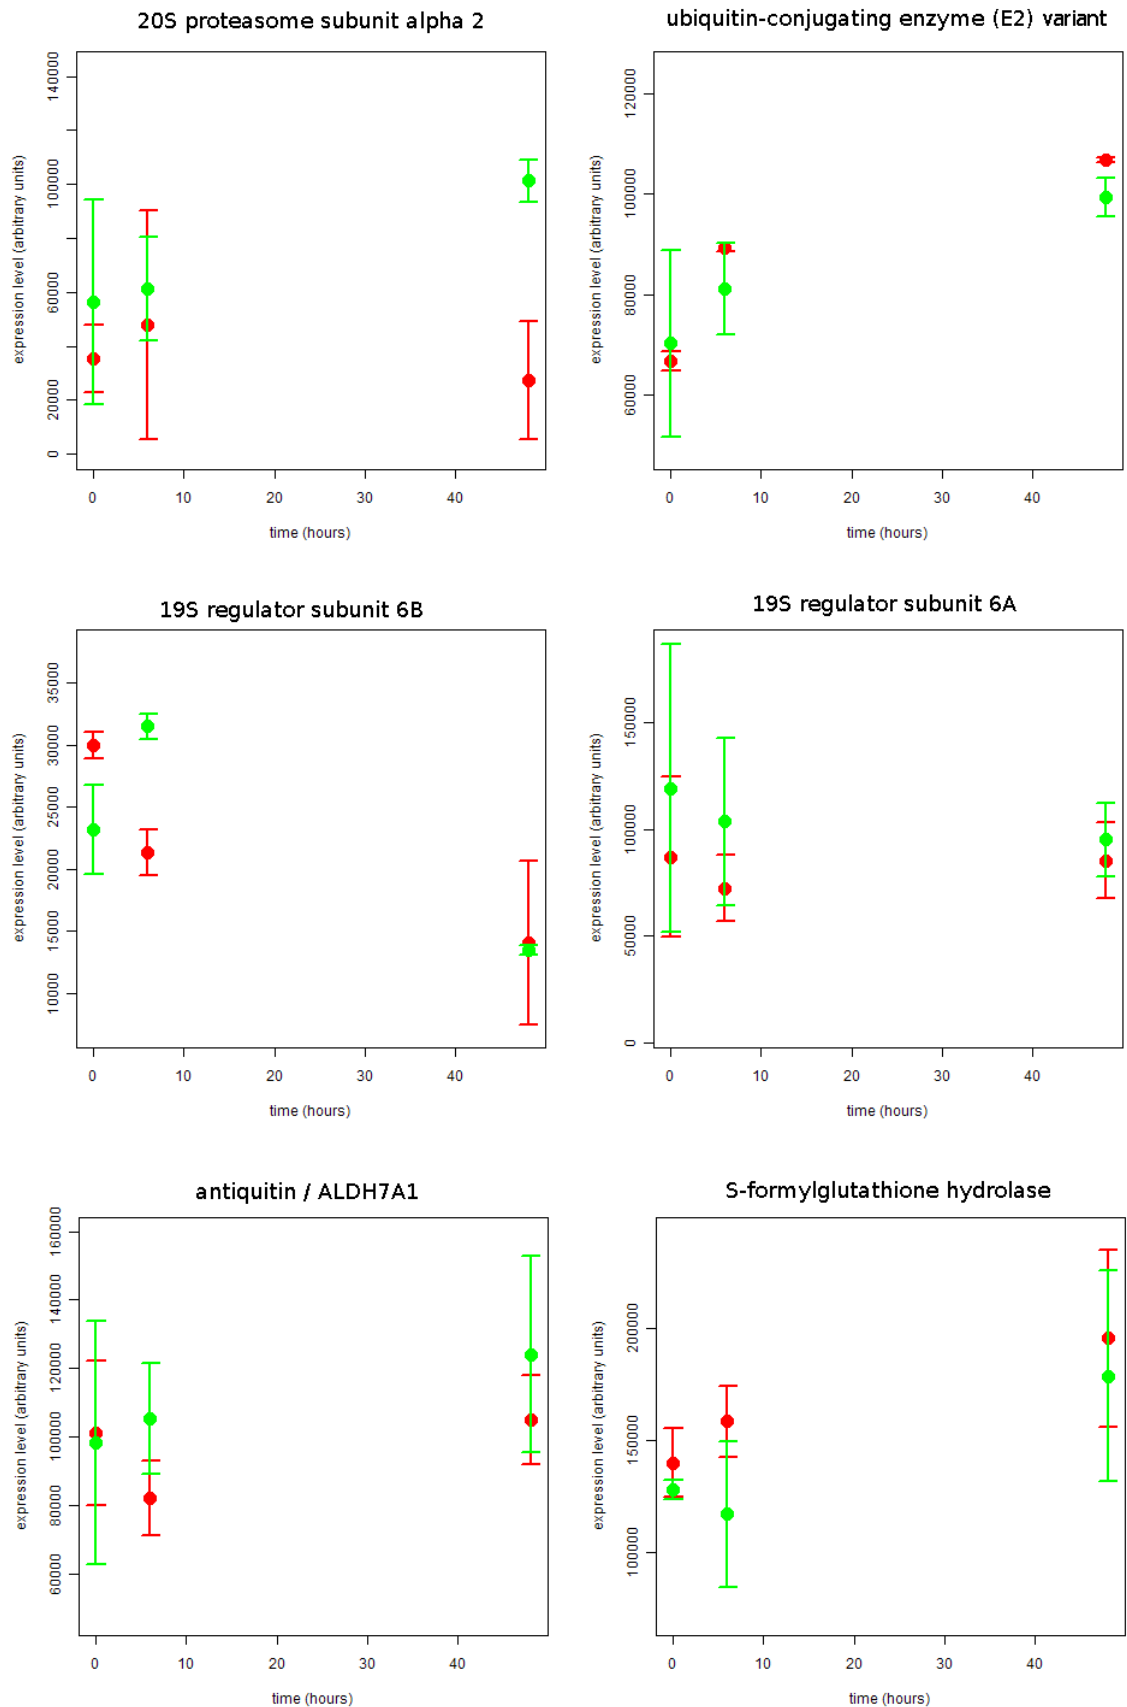 20S proteasome subunit alpha 2
expression level (arbitrary units)
140000
100000
60000
20000
0
0 10 20 30 40
time (hours)
ubiquitin-conjugating enzyme (E2) variant
expression level (arbitrary units)
120000
100000
80000
60000
0 10 20 30 40
time (hours)
19S regulator subunit 6B
expression level (arbitrary units)
35000
30000
25000
20000
15000
10000
0 10 20 30 40
time (hours)
19S regulator subunit 6A
expression level (arbitrary units)
150000
100000
50000
0
0 10 20 30 40
time (hours)
antiquitin / ALDH7A1
expression level (arbitrary units)
160000
140000
120000
100000
80000
60000
0 10 20 30 40
time (hours)
S-formylglutathione hydrolase
expression level (arbitrary units)
200000
150000
100000
0 10 20 30 40
time (hours)